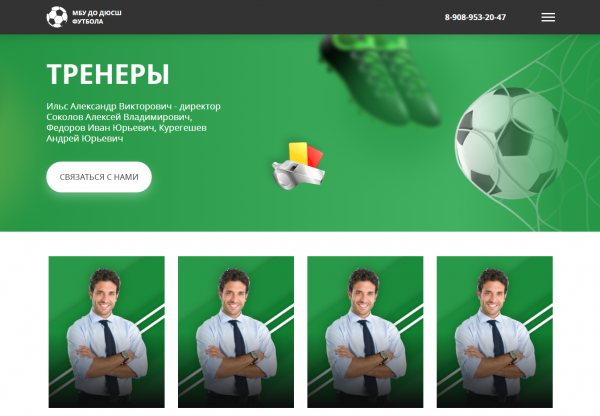 МБУ ДО ДЮСШ
ФУТБОЛА
8-908-953-20-47
ТРЕНЕРЫ
Ильс Александр Викторович - директор
Соколов Алексей Владимирович,
Федоров Иван Юрьевич, Курегешев
Андрей Юрьевич
СВЯЗАТЬСЯ С НАМИ